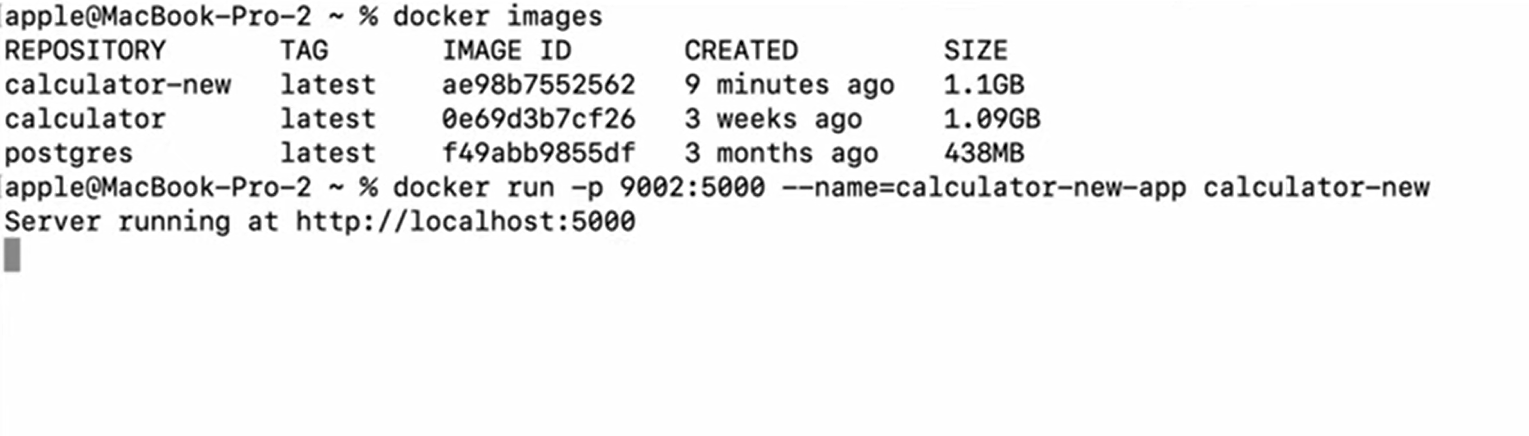 apple@MacBook-Pro-2 ~ % docker images
REPOSITORY TAG IMAGE ID CREATED SIZE
calculator-new latest ae98b7552562 9 minutes ago 1.1GB
calculator latest 0e69d3b7cf26 3 weeks ago 1.09GB
postgres latest f49abb9855df 3 months ago 438MB
apple@MacBook-Pro-2 ~ % docker run -p 9002:5000 --name=calculator-new-app calculator-new
Server running at http://localhost:5000